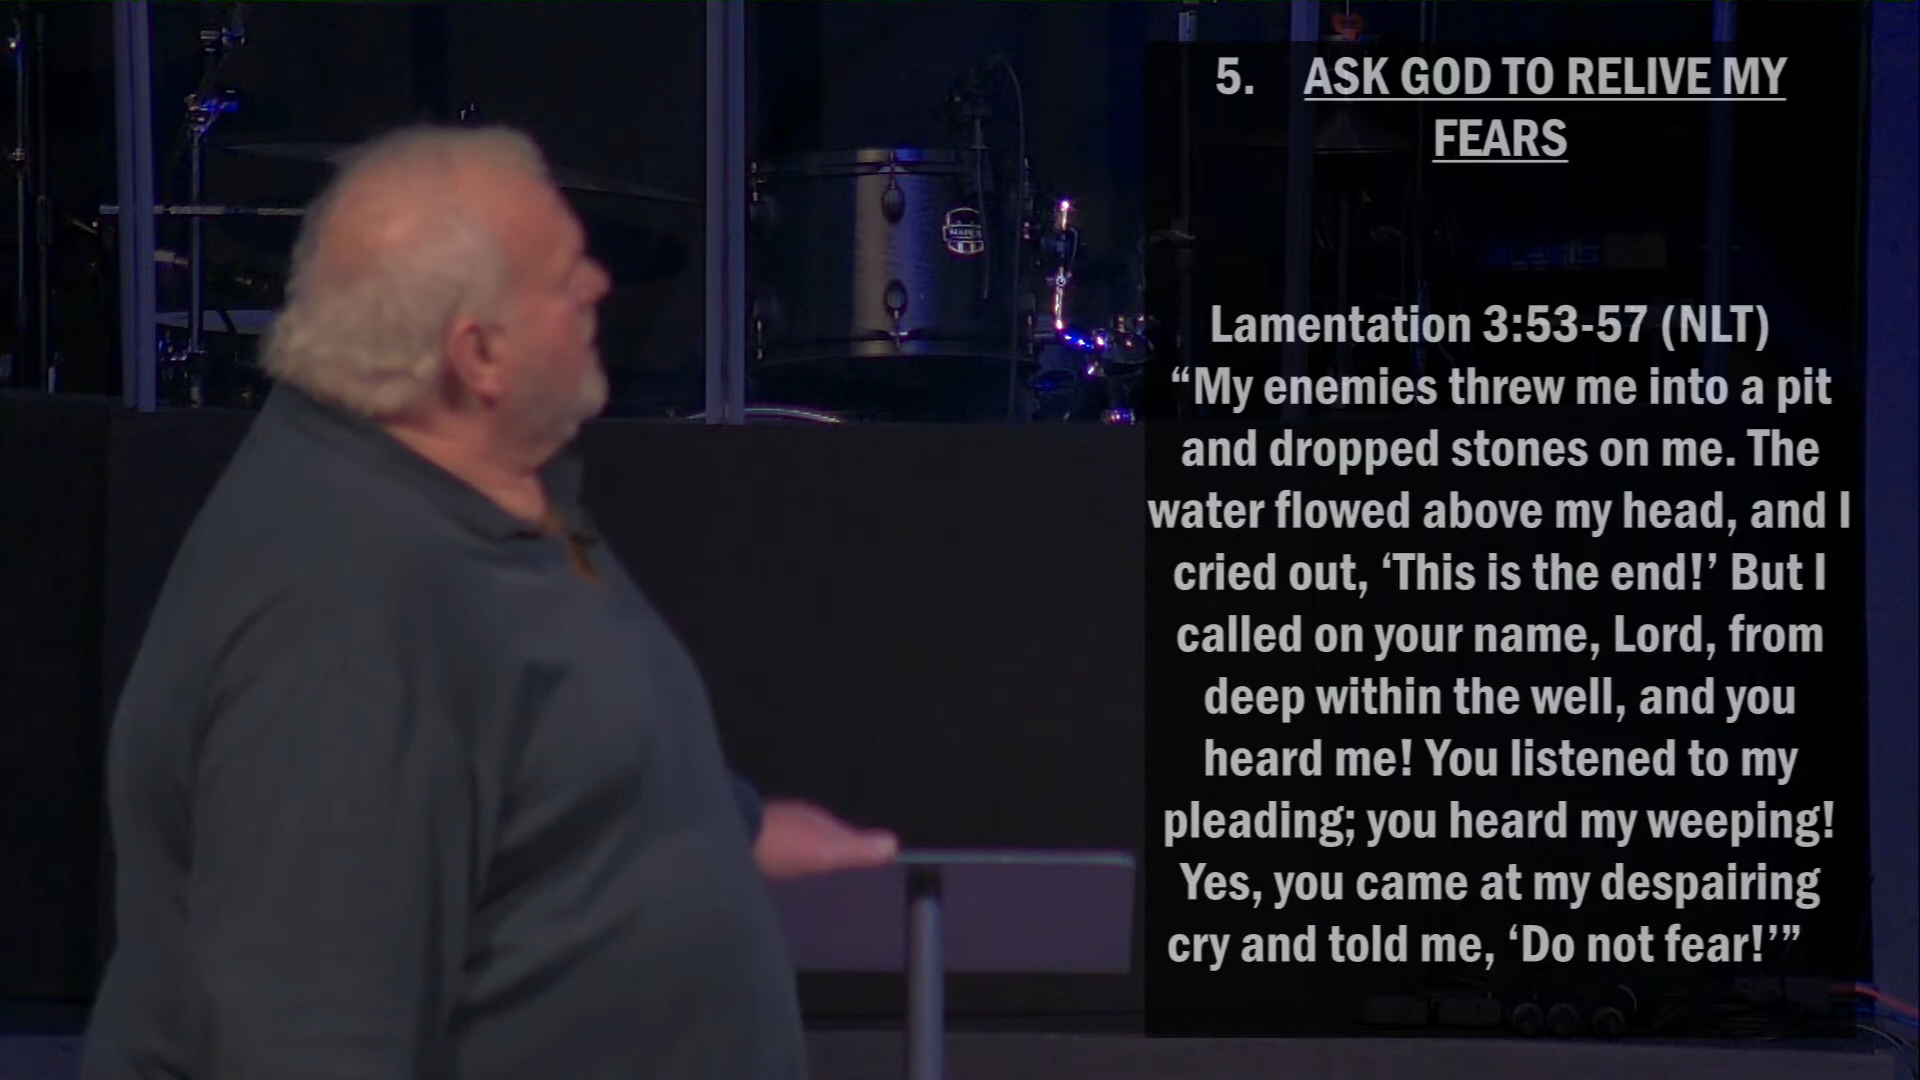 5. ASK GOD TO RELIVE MY
FEARS
Lamentation 3:53-57 (NLT)
“My enemies threw me into a pit
and dropped stones on me. The
water flowed above my head, and I
cried out, ‘This is the end!’ But I
called on your name, Lord, from
deep within the well, and you
heard me! You listened to my
pleading; you heard my weeping!
Yes, you came at my despairing
cry and told me, ‘Do not fear!’”